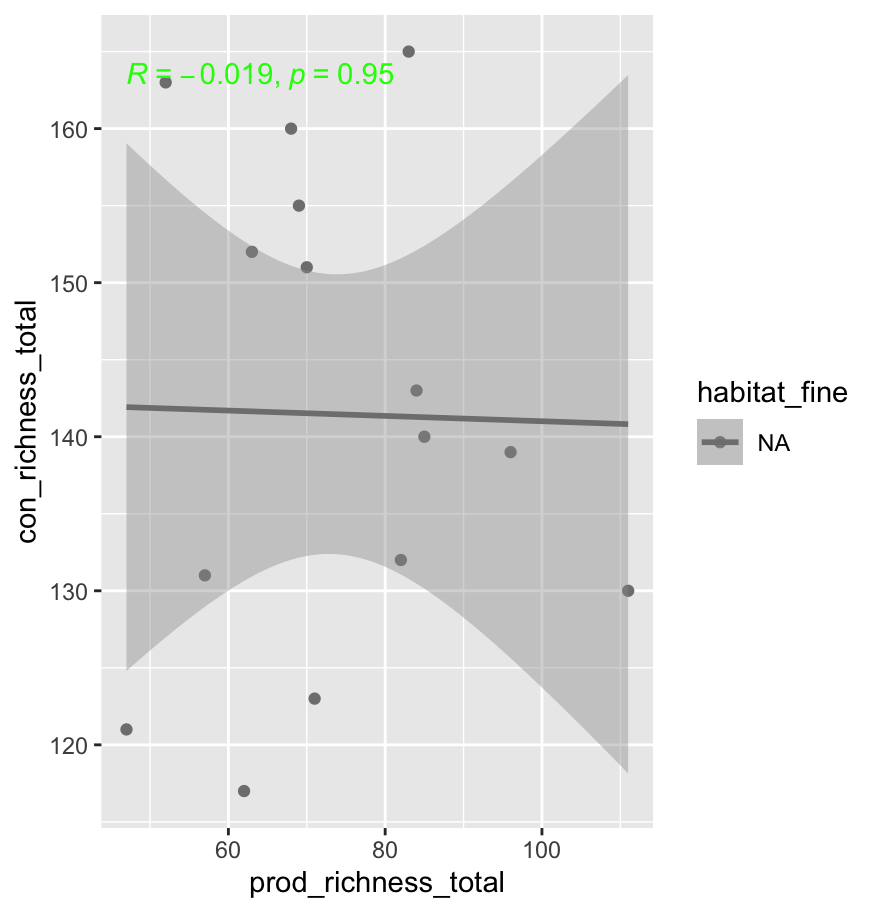 R = −0.019, p = 0.95
160
150
140
130
120
con_richness_total
60 80 100
prod_richness_total
habitat_fine
NA